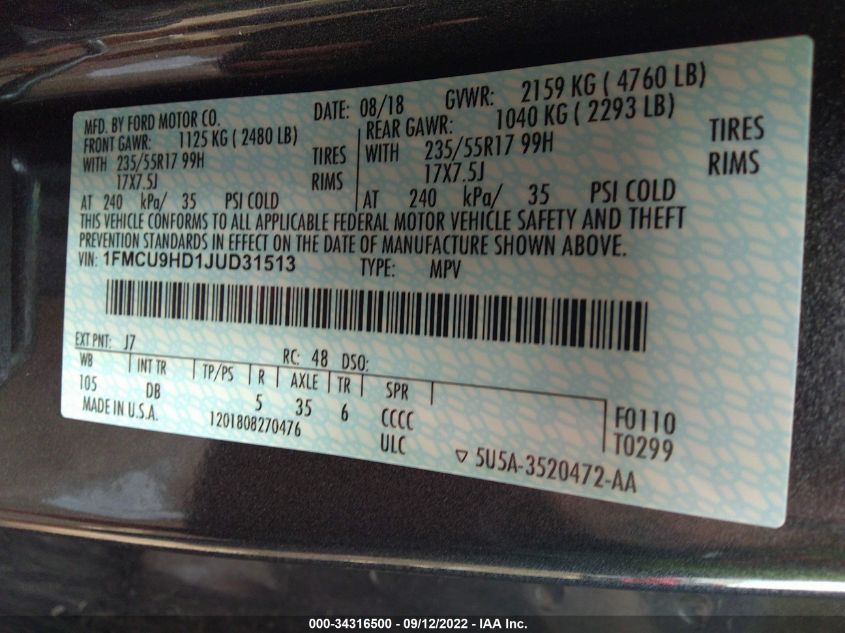 MFD. BY FORD MOTOR CO. DATE: 08/18 GVWR: 2159 KG ( 4760 LB)
FRONT GAWR: 1125 KG ( 2480 LB) REAR GAWR: 1040 KG ( 2293 LB)
WITH 235/55R17 99H TIRES WITH 235/55R17 99H TIRES
17X7.5J RIMS 17X7.5J RIMS
AT 240 kPa/ 35 PSI COLD AT 240 kPa/ 35 PSI COLD
THIS VEHICLE CONFORMS TO ALL APPLICABLE FEDERAL MOTOR VEHICLE SAFETY AND THEFT
PREVENTION STANDARDS IN EFFECT ON THE DATE OF MANUFACTURE SHOWN ABOVE.
VIN: 1FMCU9HD1JUD31513 TYPE: MPV
EXT PNT: J7 RC: 48 DSO:
WB INT TR TP/PS R AXLE TR SPR
105 DB 5 35 6 CCCC F0110
MADE IN U.S.A. 1201808270476 ULC T0299
5U5A-3520472-AA
000-34316500 - 09/12/2022 - IAA Inc.